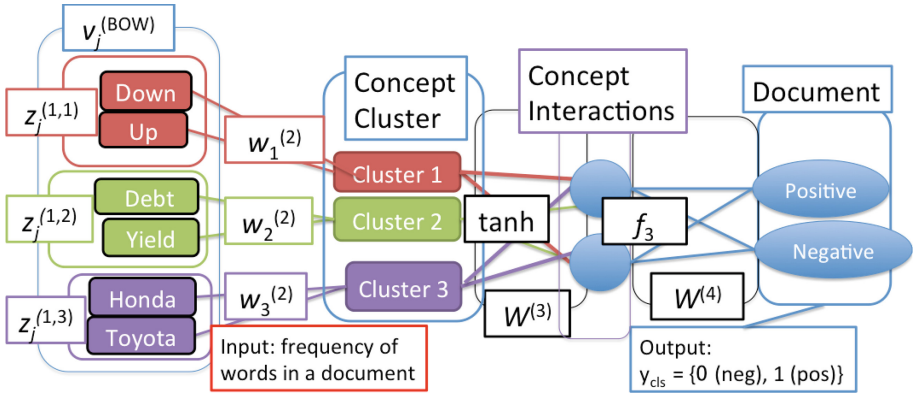 v_j^(BOW)
z_j^(1,1)
Down
Up
w_1^(2)
z_j^(1,2)
Debt
Yield
w_2^(2)
z_j^(1,3)
Honda
Toyota
w_3^(2)
Input: frequency of
words in a document
Concept
Cluster
Cluster 1
Cluster 2
Cluster 3
tanh
W^(3)
Concept
Interactions
f_3
W^(4)
Document
Positive
Negative
Output:
y_cls = {0 (neg), 1 (pos)}